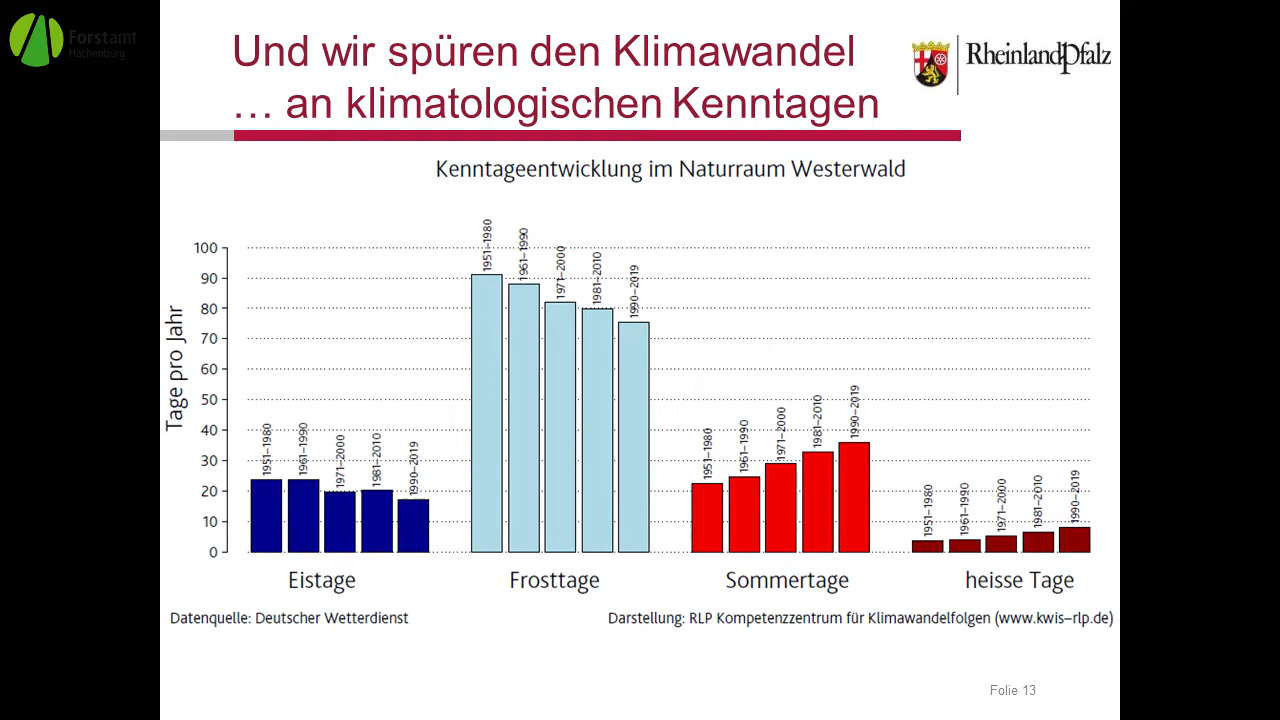 Forstamt
Hachenburg
Und wir spüren den Klimawandel
… an klimatologischen Kenntagen
RheinlandPfalz
Kenntageentwicklung im Naturraum Westerwald
Tage pro Jahr
100
90
80
70
60
50
40
30
20
10
0
1951–1980
1961–1990
1971–2000
1981–2010
1990–2019
1951–1980
1961–1990
1971–2000
1981–2010
1990–2019
1951–1980
1961–1990
1971–2000
1981–2010
1990–2019
1951–1980
1961–1990
1971–2000
1981–2010
1990–2019
Eistage
Frosttage
Sommertage
heisse Tage
Datenquelle: Deutscher Wetterdienst
Darstellung: RLP Kompetenzzentrum für Klimawandelfolgen (www.kwis–rlp.de)
Folie 13